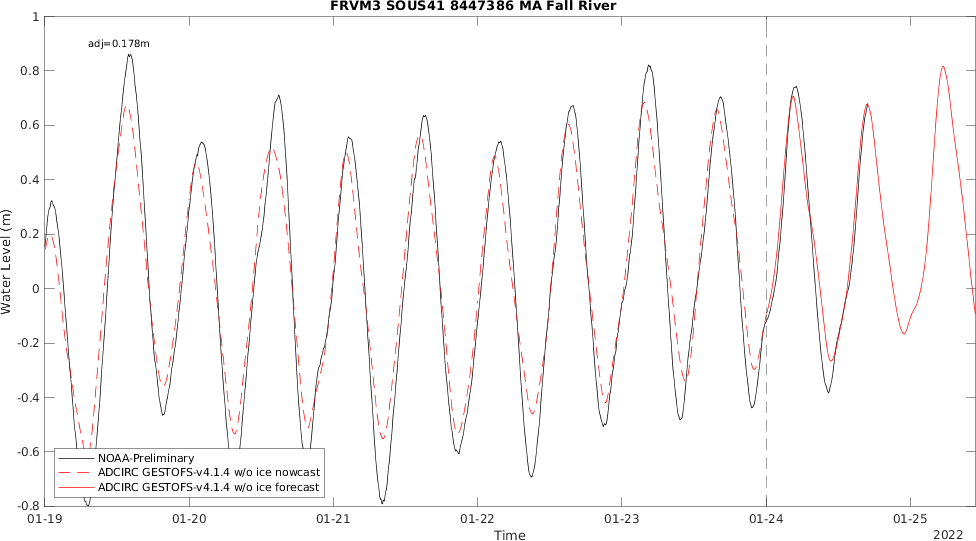 FRVM3 SOUS41 8447386 MA Fall River
1
adj=0.178m
0.8
0.6
0.4
0.2
0
-0.2
-0.4
-0.6
-0.8
Water Level (m)
NOAA-Preliminary
ADCIRC GESTOFS-v4.1.4 w/o ice nowcast
ADCIRC GESTOFS-v4.1.4 w/o ice forecast
01-19 01-20 01-21 01-22 01-23 01-24 01-25
Time
2022